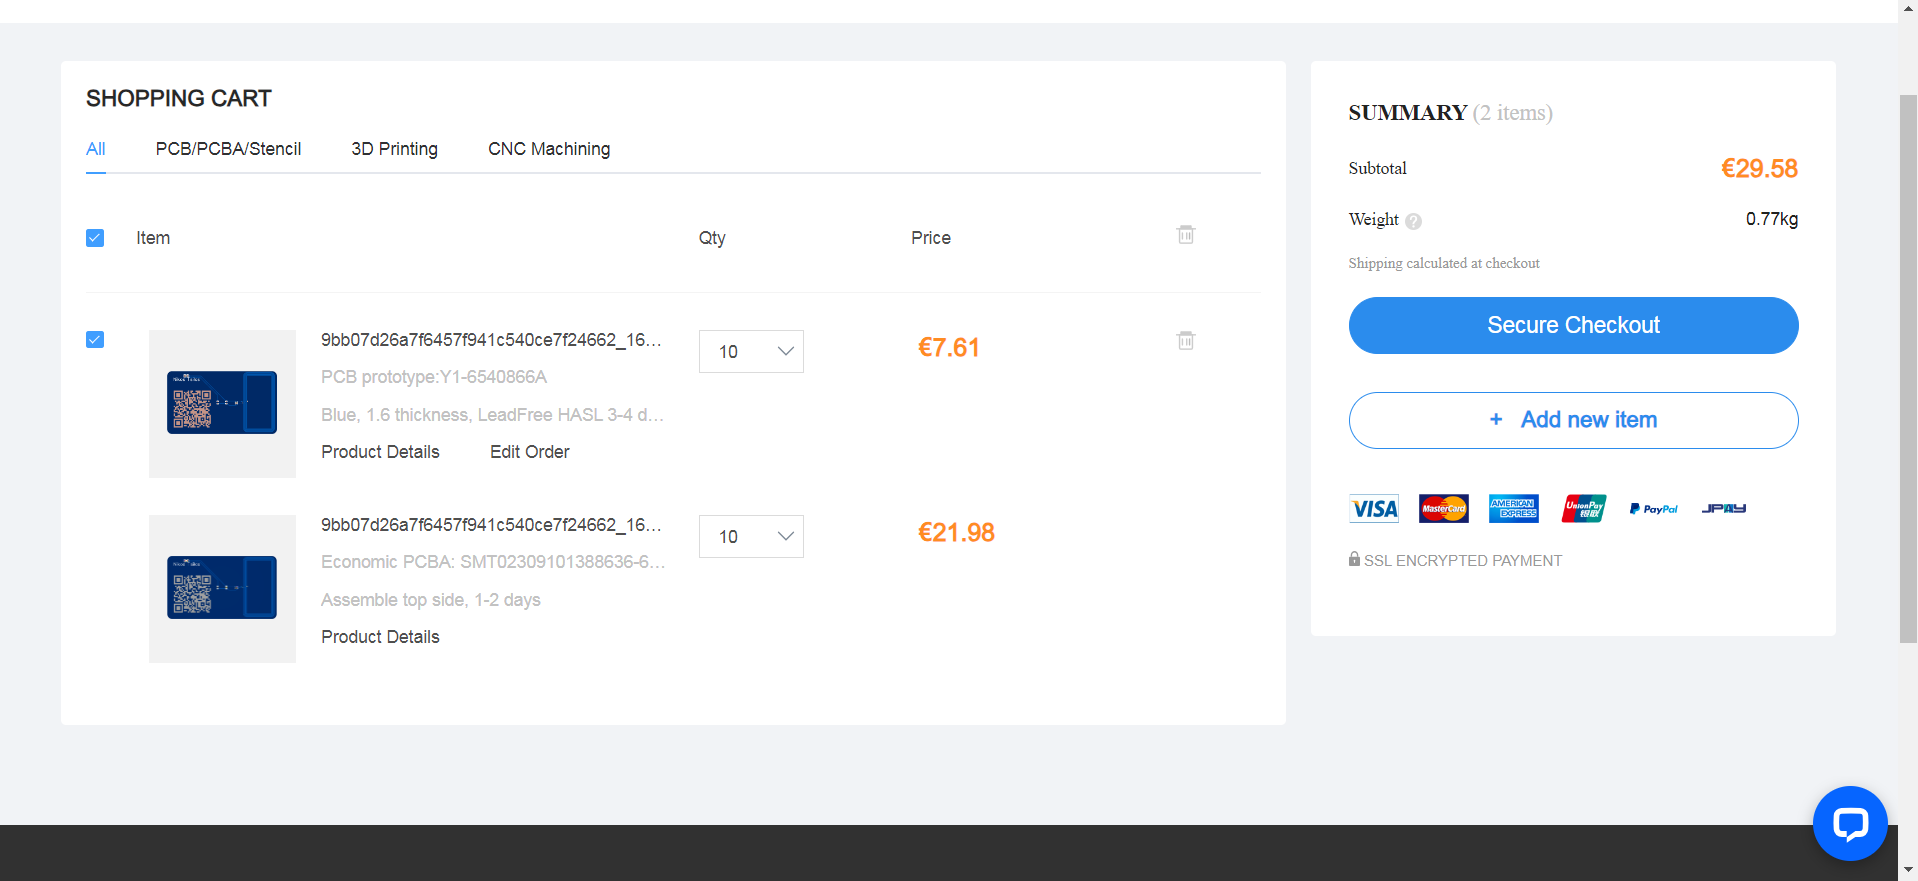 SHOPPING CART
All PCB/PCBA/Stencil 3D Printing CNC Machining
Item Qty Price
9bb07d26a7f6457f941c540ce7f24662_16... 10 €7.61
PCB prototype:Y1-6540866A
Blue, 1.6 thickness, LeadFree HASL 3-4 d...
Product Details Edit Order
9bb07d26a7f6457f941c540ce7f24662_16... 10 €21.98
Economic PCBA: SMT02309101388636-6...
Assemble top side, 1-2 days
Product Details
SUMMARY (2 items)
Subtotal €29.58
Weight ? 0.77kg
Shipping calculated at checkout
Secure Checkout
+ Add new item
VISA MasterCard AMERICAN EXPRESS UnionPay 银联 PayPal JPAY
SSL ENCRYPTED PAYMENT